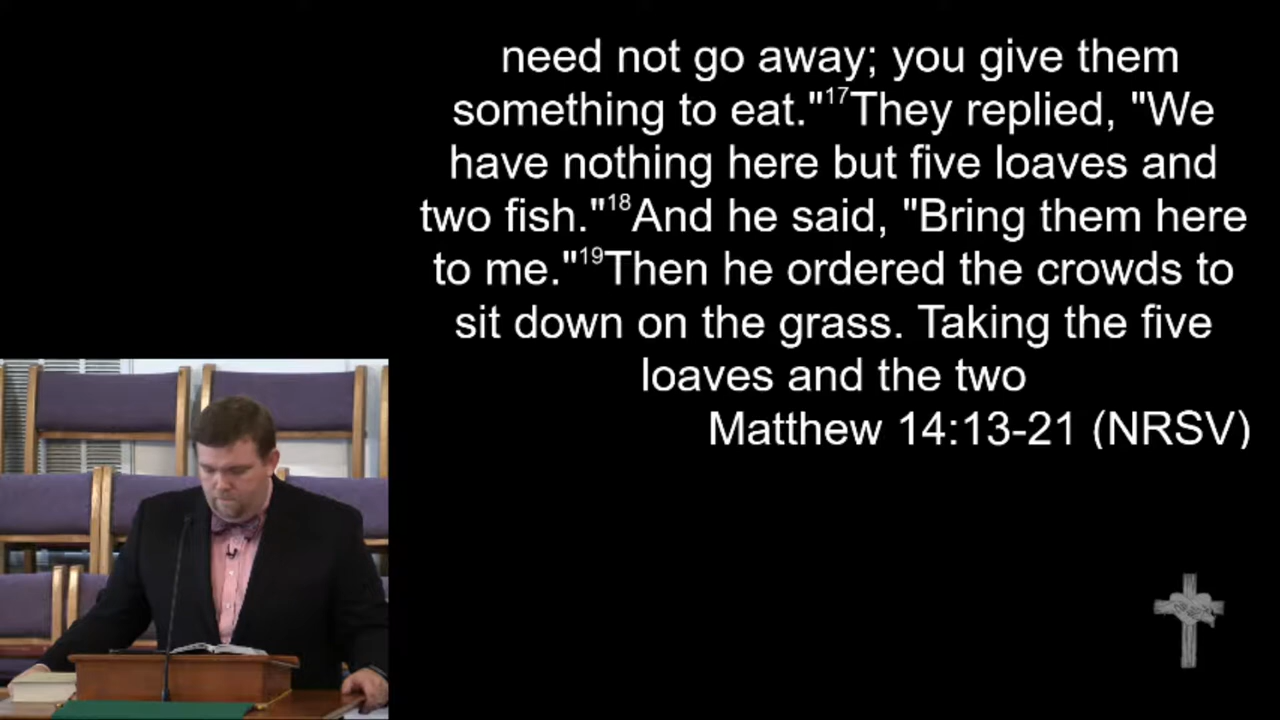 need not go away; you give them
something to eat."17They replied, "We
have nothing here but five loaves and
two fish."18And he said, "Bring them here
to me."19Then he ordered the crowds to
sit down on the grass. Taking the five
loaves and the two
Matthew 14:13-21 (NRSV)